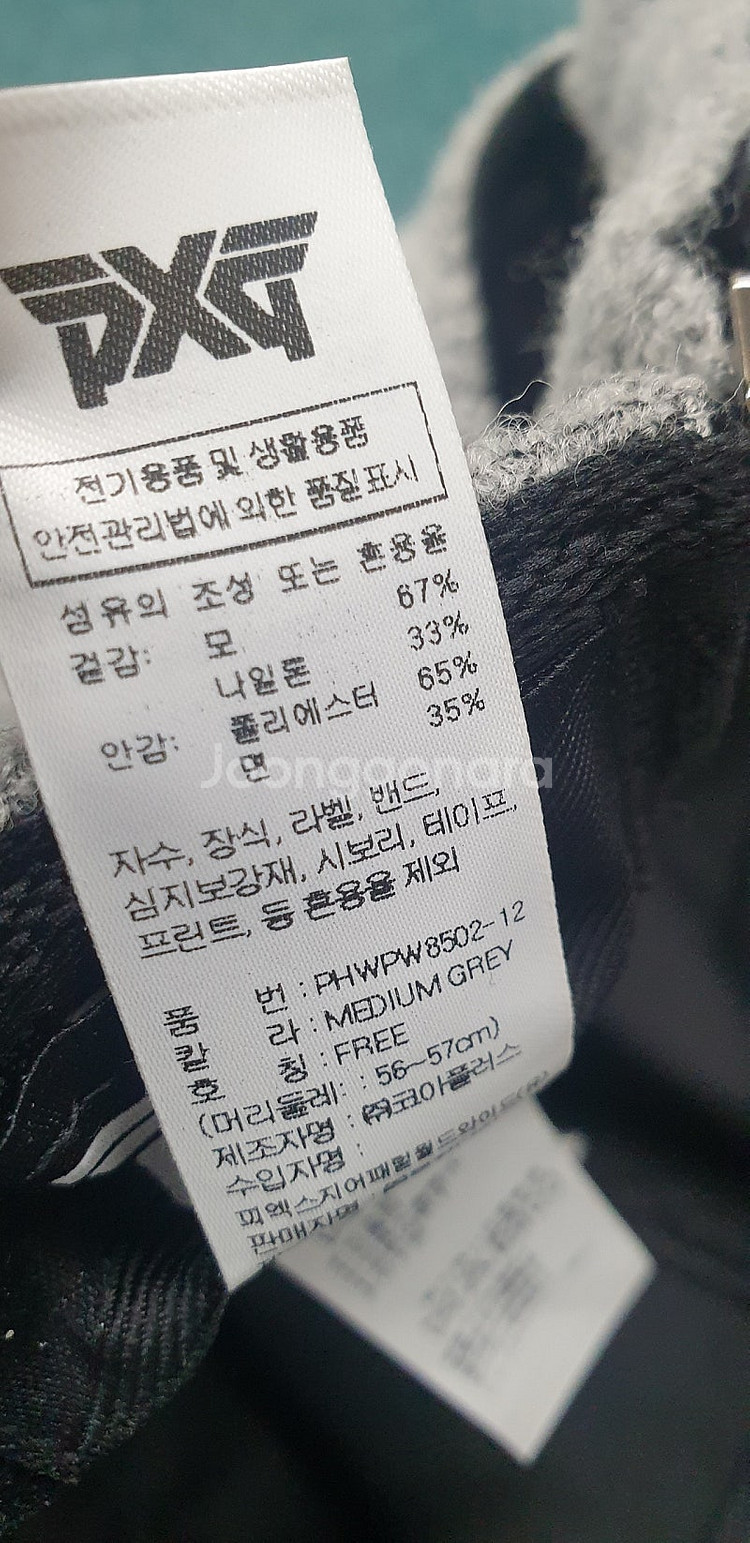 PXG
전기용품 및 생활용품
안전관리법에 의한 품질표시
섬유의 조성 또는 혼용율
겉감: 모 67%
나일론 33%
안감: 폴리에스터 65%
면 35%
자수, 장식, 라벨, 밴드,
심지보강재, 시보리, 테이프,
프린트, 등 혼용율 제외
품 번 : PHWPW8502-12
칼 라 : MEDIUM GREY
호 칭 : FREE
(머리둘레: : 56~57cm)
제조자명 : ㈜코아플러스
수입자명 :
피엑스지어패럴월드와이드(유)
판매자명 :
Joongaonara